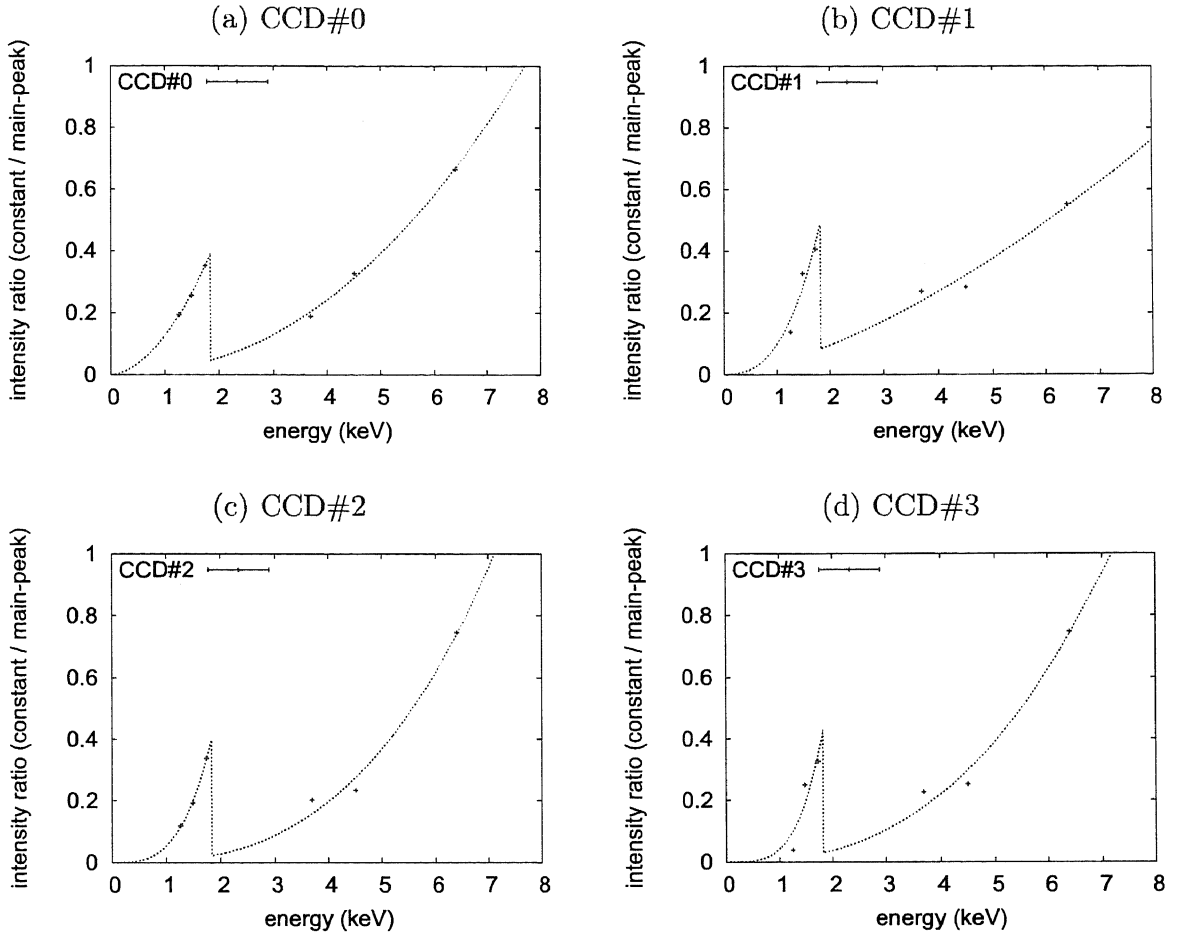 (a) CCD#0
intensity ratio (constant / main-peak)
CCD#0
1
0.8
0.6
0.4
0.2
0
0 1 2 3 4 5 6 7 8
energy (keV)
(b) CCD#1
intensity ratio (constant / main-peak)
CCD#1
1
0.8
0.6
0.4
0.2
0
0 1 2 3 4 5 6 7 8
energy (keV)
(c) CCD#2
intensity ratio (constant / main-peak)
CCD#2
1
0.8
0.6
0.4
0.2
0
0 1 2 3 4 5 6 7 8
energy (keV)
(d) CCD#3
intensity ratio (constant / main-peak)
CCD#3
1
0.8
0.6
0.4
0.2
0
0 1 2 3 4 5 6 7 8
energy (keV)